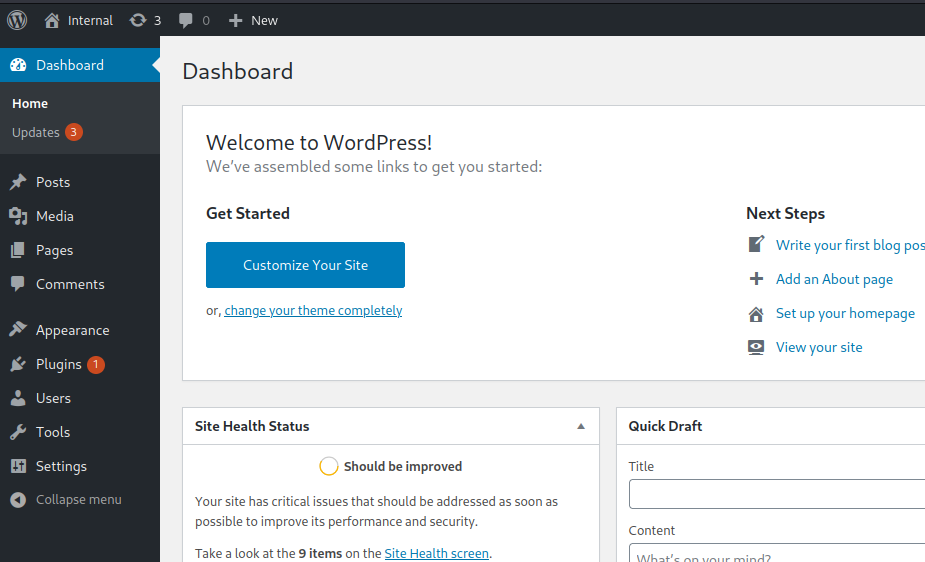 Internal 3 0 New
Dashboard
Home
Updates 3
Posts
Media
Pages
Comments
Appearance
Plugins 1
Users
Tools
Settings
Collapse menu
Dashboard
Welcome to WordPress!
We've assembled some links to get you started:
Get Started
Customize Your Site
or, change your theme completely
Next Steps
Write your first blog pos
Add an About page
Set up your homepage
View your site
Site Health Status
Should be improved
Your site has critical issues that should be addressed as soon as
possible to improve its performance and security.
Take a look at the 9 items on the Site Health screen.
Quick Draft
Title
Content
What's on your mind?